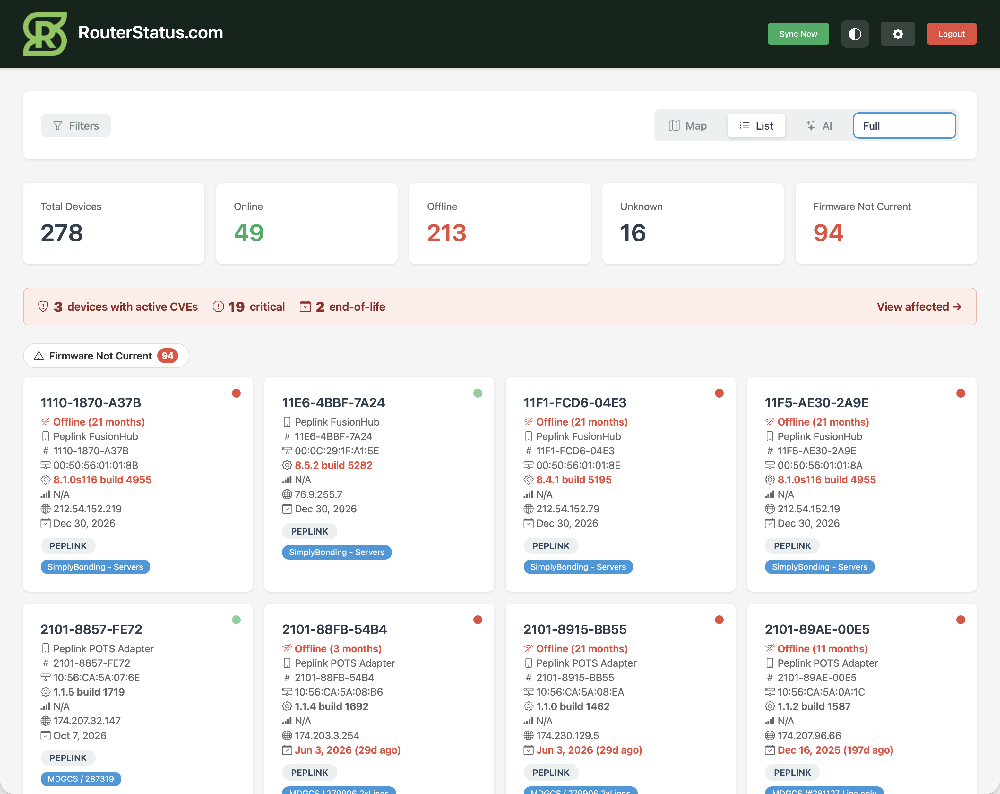 RouterStatus.com
Sync Now
Logout
Filters
Map
List
AI
Full
Total Devices
278
Online
49
Offline
213
Unknown
16
Firmware Not Current
94
3 devices with active CVEs
19 critical
2 end-of-life
View affected →
Firmware Not Current 94
1110-1870-A37B
Offline (21 months)
Peplink FusionHub
# 1110-1870-A37B
00:50:56:01:01:8B
8.1.0s116 build 4955
N/A
212.54.152.219
Dec 30, 2026
PEPLINK
SimplyBonding - Servers
11E6-4BBF-7A24
Peplink FusionHub
# 11E6-4BBF-7A24
00:0C:29:1F:A1:5E
8.5.2 build 5282
N/A
76.9.255.7
Dec 30, 2026
PEPLINK
SimplyBonding - Servers
11F1-FCD6-04E3
Offline (21 months)
Peplink FusionHub
# 11F1-FCD6-04E3
00:50:56:01:01:8E
8.4.1 build 5195
N/A
212.54.152.79
Dec 30, 2026
PEPLINK
SimplyBonding - Servers
11F5-AE30-2A9E
Offline (21 months)
Peplink FusionHub
# 11F5-AE30-2A9E
00:50:56:01:01:8A
8.1.0s116 build 4955
N/A
212.54.152.19
Dec 30, 2026
PEPLINK
SimplyBonding - Servers
2101-8857-FE72
Peplink POTS Adapter
# 2101-8857-FE72
10:56:CA:5A:07:6E
1.1.5 build 1719
N/A
174.207.32.147
Oct 7, 2026
PEPLINK
MDGCS / 287319
2101-88FB-54B4
Offline (3 months)
Peplink POTS Adapter
# 2101-88FB-54B4
10:56:CA:5A:08:B6
1.1.4 build 1692
N/A
174.203.3.254
Jun 3, 2026 (29d ago)
PEPLINK
MDGCS / 279906 2xLines
2101-8915-BB55
Offline (21 months)
Peplink POTS Adapter
# 2101-8915-BB55
10:56:CA:5A:08:EA
1.1.0 build 1462
N/A
174.230.129.5
Jun 3, 2026 (29d ago)
PEPLINK
MDGCS / 279906 2xLines
2101-89AE-00E5
Offline (11 months)
Peplink POTS Adapter
# 2101-89AE-00E5
10:56:CA:5A:0A:1C
1.1.2 build 1587
N/A
174.207.96.66
Dec 16, 2025 (197d ago)
PEPLINK
MDGCS /#281127 Line only